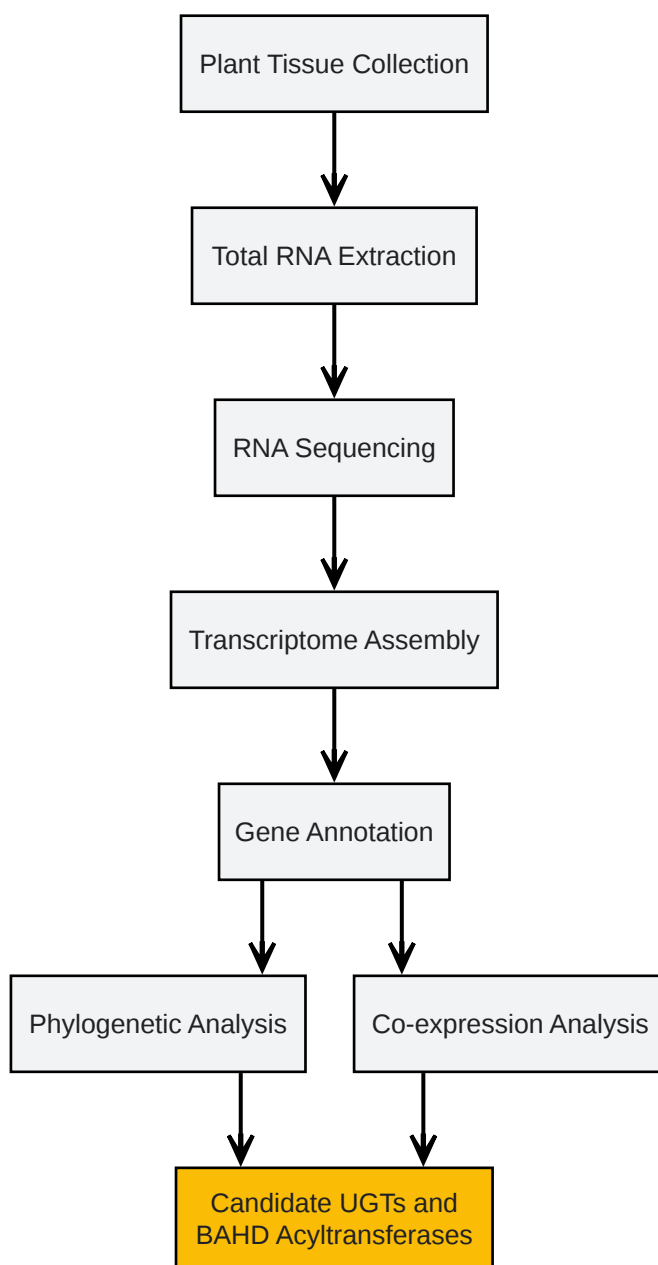 Plant Tissue Collection
Total RNA Extraction
RNA Sequencing
Transcriptome Assembly
Gene Annotation
Phylogenetic Analysis
Co-expression Analysis
Candidate UGTs and
BAHD Acyltransferases